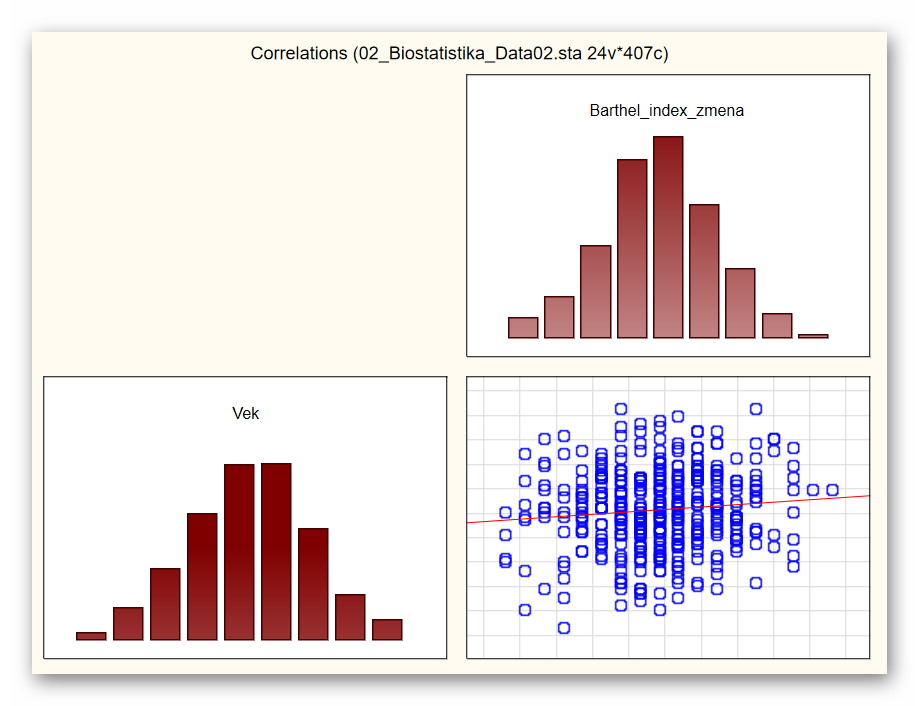 Correlations (02_Biostatistika_Data02.sta 24v*407c)
Barthel_index_zmena
Vek